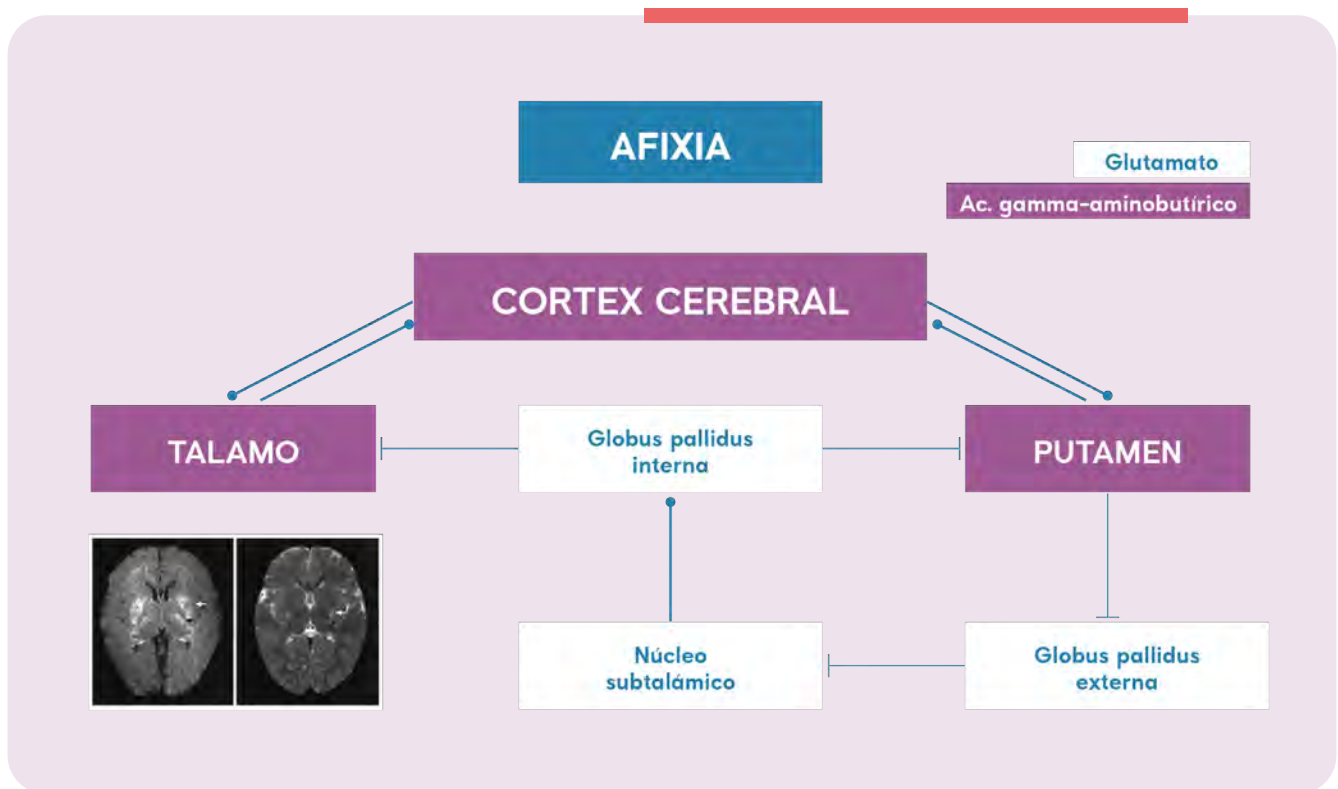 AFIXIA
Glutamato
Ac. gamma-aminobutírico
CORTEX CEREBRAL
TALAMO
Globus pallidus
interna
PUTAMEN
Núcleo
subtalámico
Globus pallidus
externa